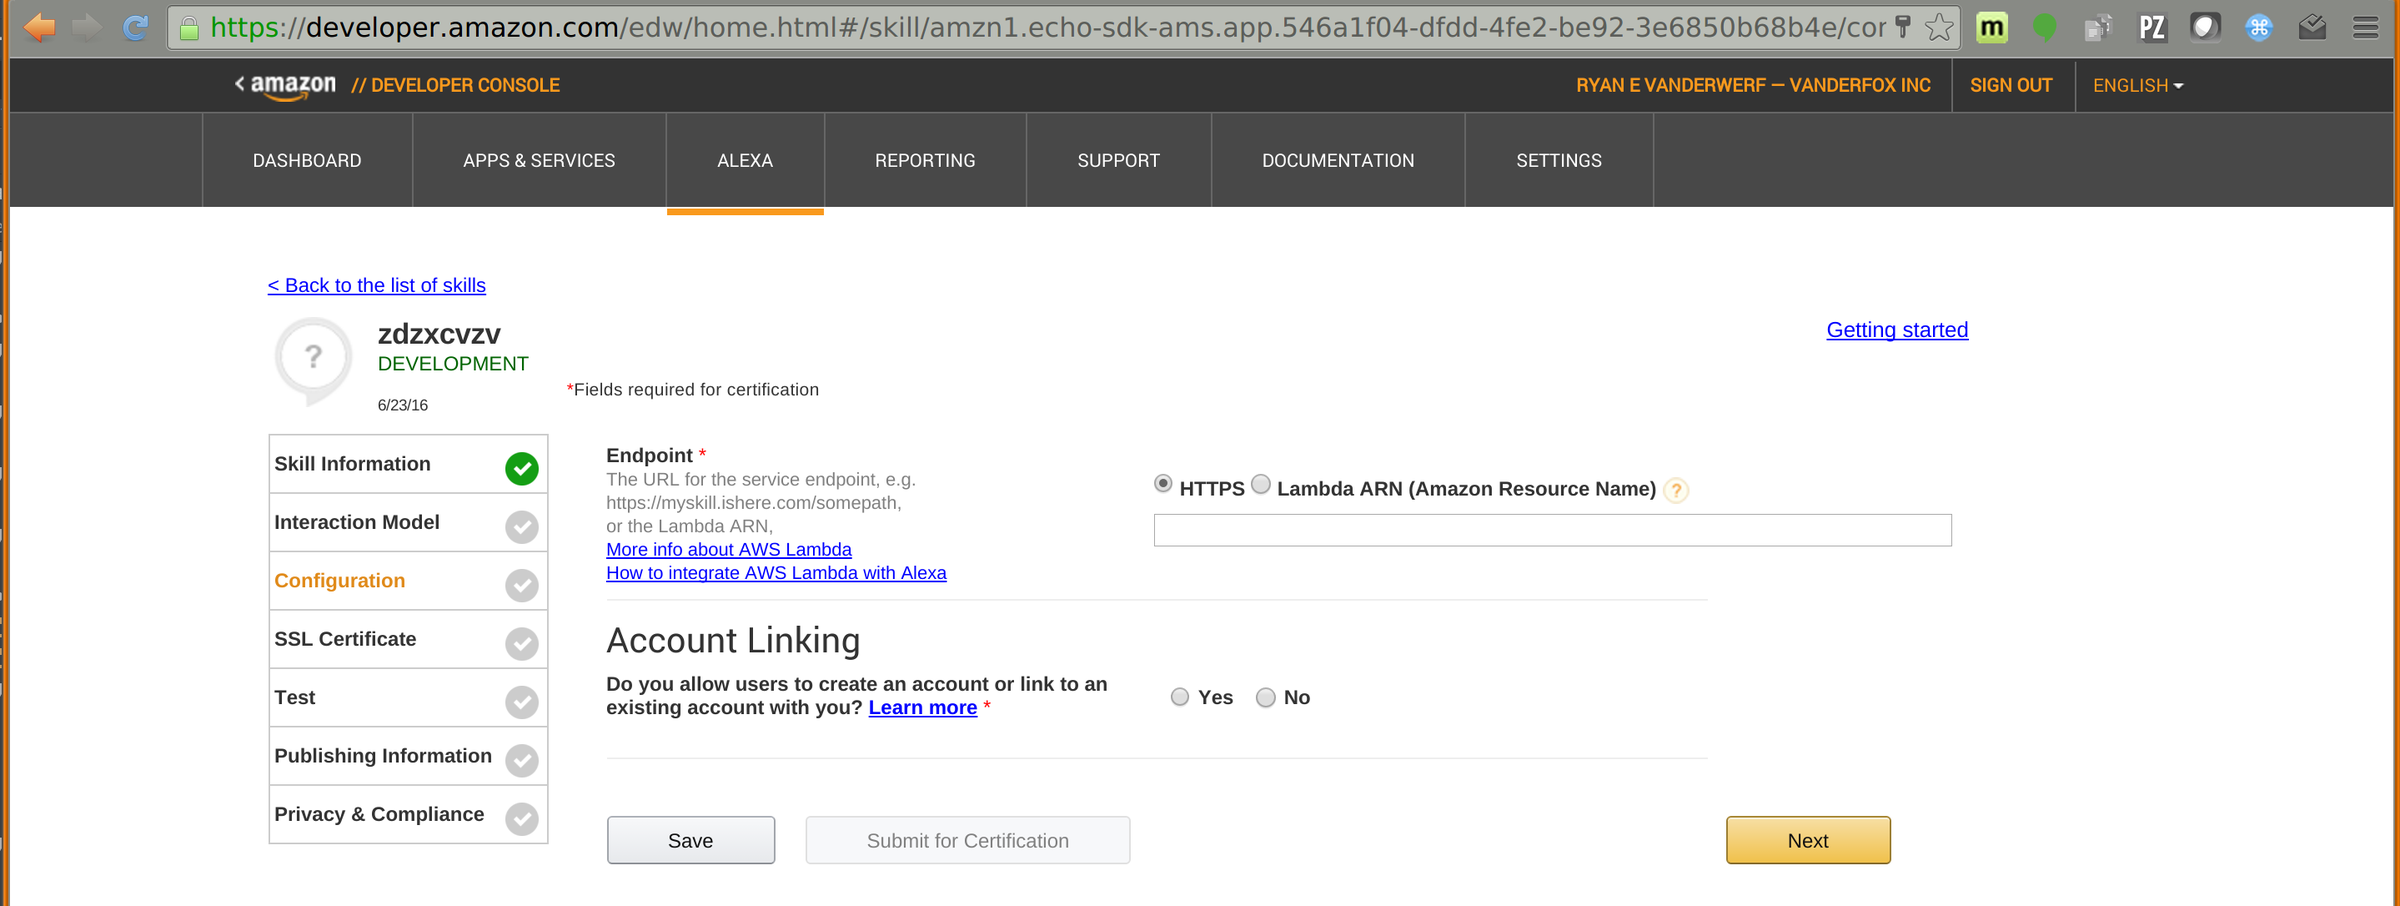 https://developer.amazon.com/edw/home.html#/skill/amzn1.echo-sdk-ams.app.546a1f04-dfdd-4fe2-be92-3e6850b68b4e/cor
m
PZ
< amazon // DEVELOPER CONSOLE
RYAN E VANDERWERF — VANDERFOX INC
SIGN OUT
ENGLISH
DASHBOARD
APPS & SERVICES
ALEXA
REPORTING
SUPPORT
DOCUMENTATION
SETTINGS
< Back to the list of skills
?
zdzxcvzv
DEVELOPMENT
6/23/16
Getting started
*Fields required for certification
Skill Information
Interaction Model
Configuration
SSL Certificate
Test
Publishing Information
Privacy & Compliance
Endpoint *
The URL for the service endpoint, e.g.
https://myskill.ishere.com/somepath,
or the Lambda ARN,
More info about AWS Lambda
How to integrate AWS Lambda with Alexa
HTTPS Lambda ARN (Amazon Resource Name) ?
Account Linking
Do you allow users to create an account or link to an
existing account with you? Learn more *
Yes No
Save
Submit for Certification
Next